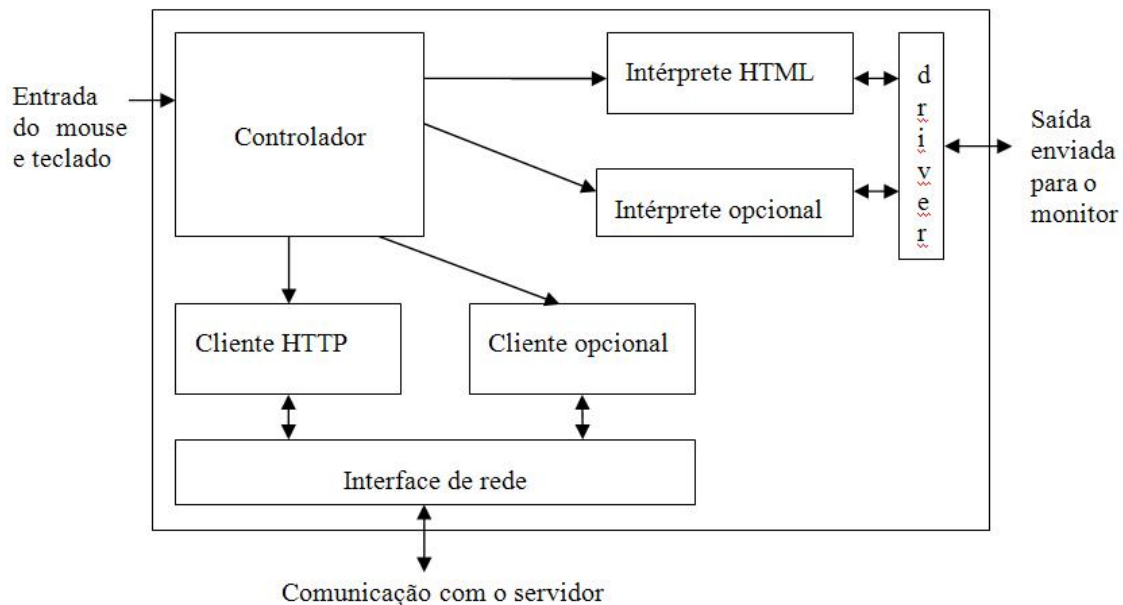 Entrada
do mouse
e teclado
Controlador
Intérprete HTML
Intérprete opcional
d
r
i
v
e
r
Saída
enviada
para o
monitor
Cliente HTTP
Cliente opcional
Interface de rede
Comunicação com o servidor